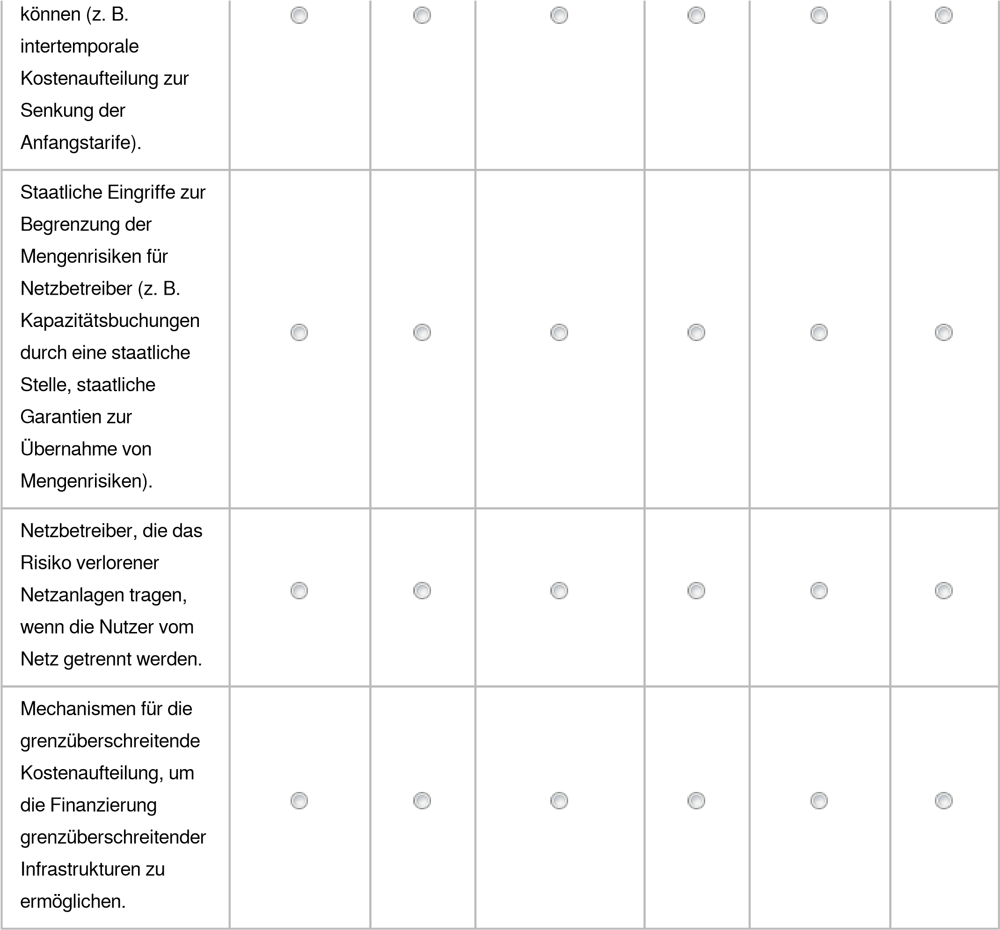 können (z. B.
intertemporale
Kostenaufteilung zur
Senkung der
Anfangstarife).
Staatliche Eingriffe zur
Begrenzung der
Mengenrisiken für
Netzbetreiber (z. B.
Kapazitätsbuchungen
durch eine staatliche
Stelle, staatliche
Garantien zur
Übernahme von
Mengenrisiken).
Netzbetreiber, die das
Risiko verlorener
Netzanlagen tragen,
wenn die Nutzer vom
Netz getrennt werden.
Mechanismen für die
grenzüberschreitende
Kostenaufteilung, um
die Finanzierung
grenzüberschreitender
Infrastrukturen zu
ermöglichen.